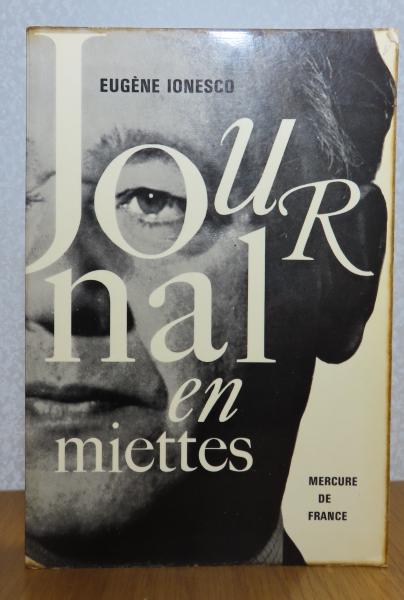 EUGÈNE IONESCO
JOUR
nal
en
miettes
MERCURE
DE
FRANCE